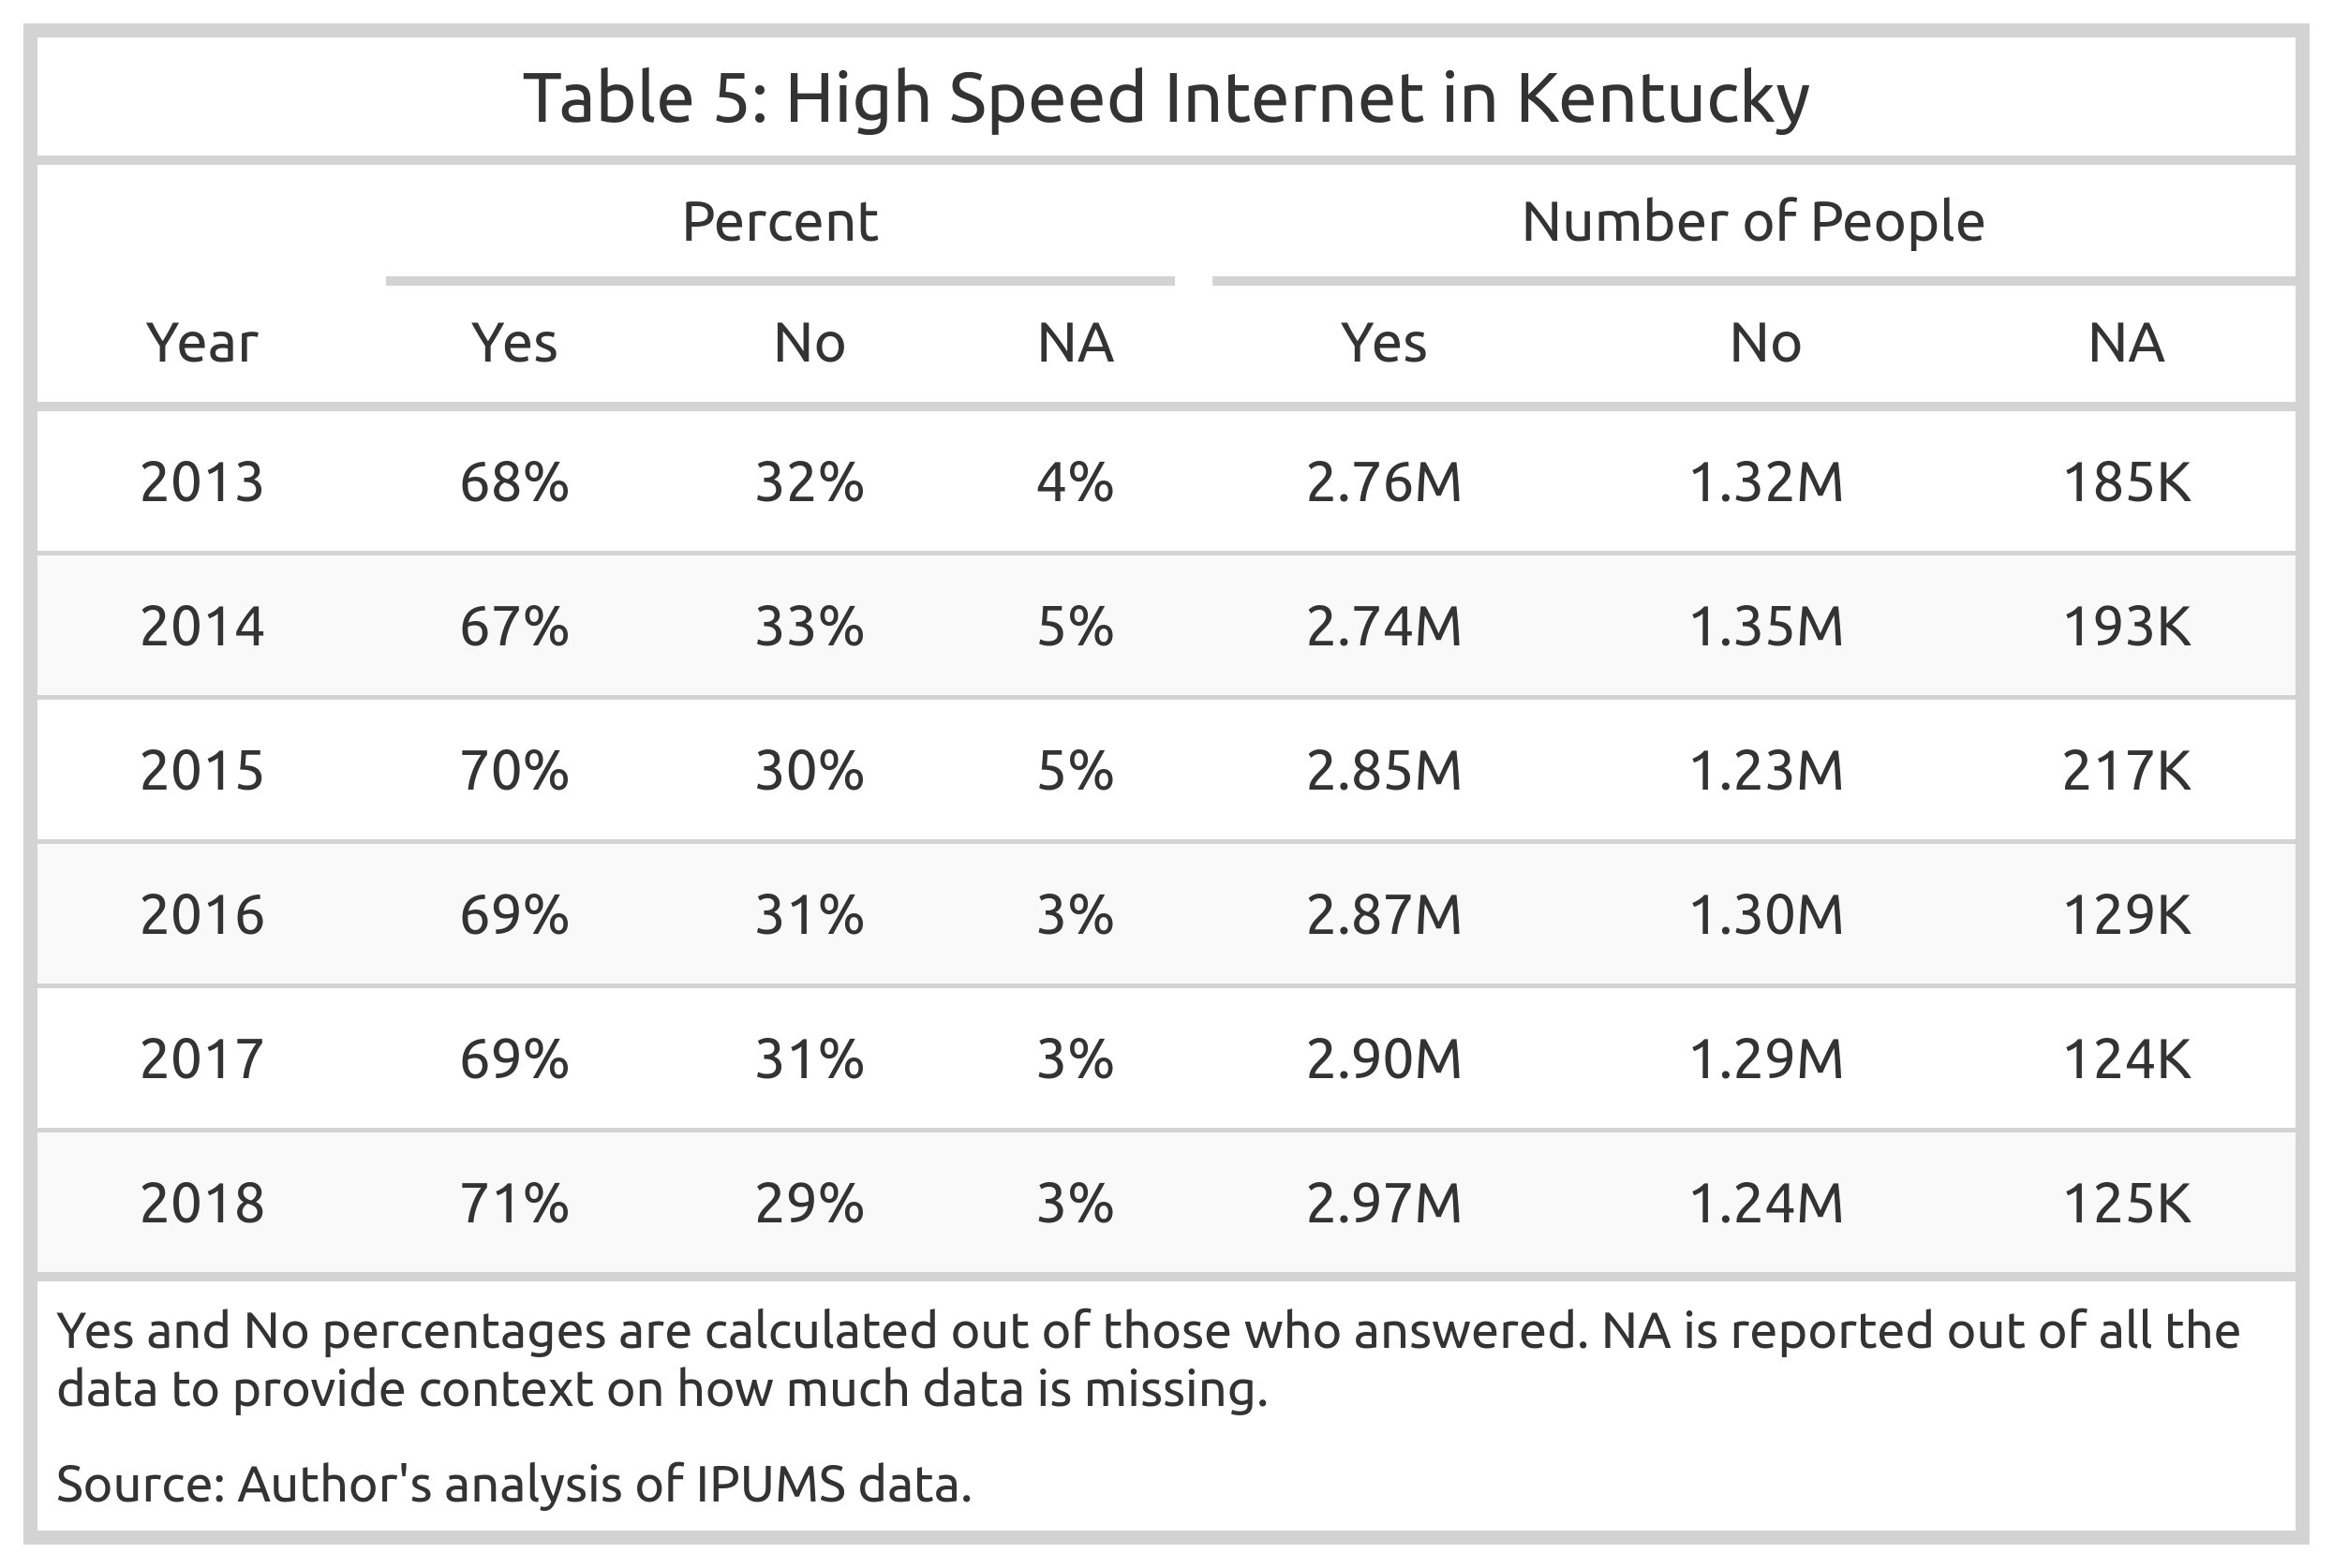 Table 5: High Speed Internet in Kentucky
Percent Number of People
Year Yes No NA Yes No NA
2013 68% 32% 4% 2.76M 1.32M 185K
2014 67% 33% 5% 2.74M 1.35M 193K
2015 70% 30% 5% 2.85M 1.23M 217K
2016 69% 31% 3% 2.87M 1.30M 129K
2017 69% 31% 3% 2.90M 1.29M 124K
2018 71% 29% 3% 2.97M 1.24M 125K
Yes and No percentages are calculated out of those who answered. NA is reported out of all the
data to provide context on how much data is missing.
Source: Author's analysis of IPUMS data.